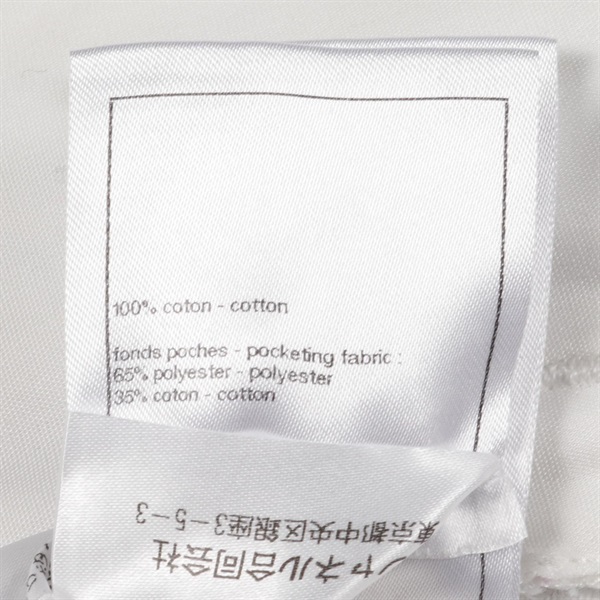 100% coton - cotton
fonds poches - pocketing fabric :
65% polyester - polyester
35% coton - cotton
ャネル合同会社
東京都中央区銀座3-5-3